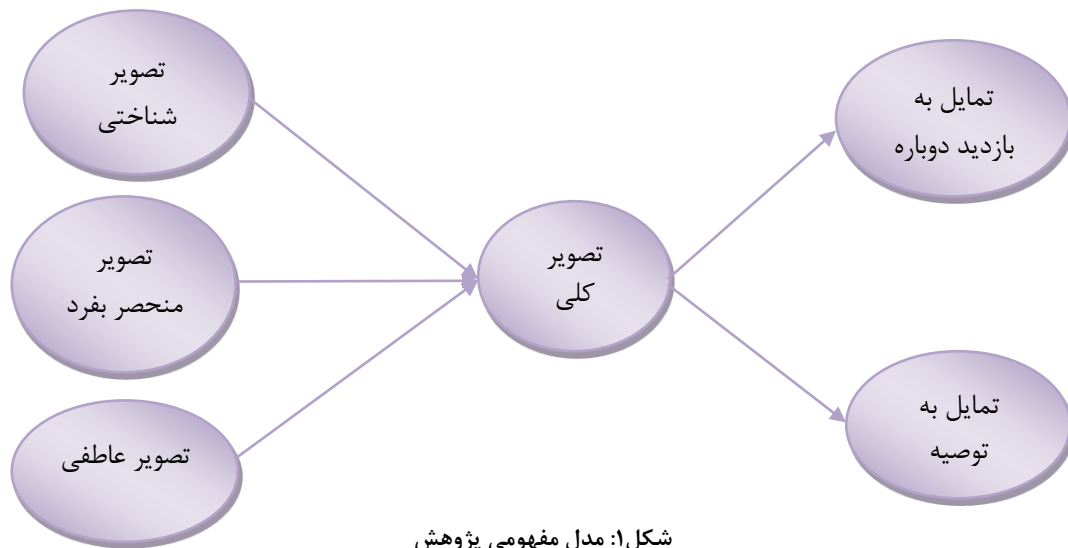 تصویر
شناختی
تصویر
منحصر بفرد
تصویر عاطفی
تصویر
کلی
تمایل به
بازدید دوباره
تمایل به
توصیه
شکل۱: مدل مفهومی پژوهش